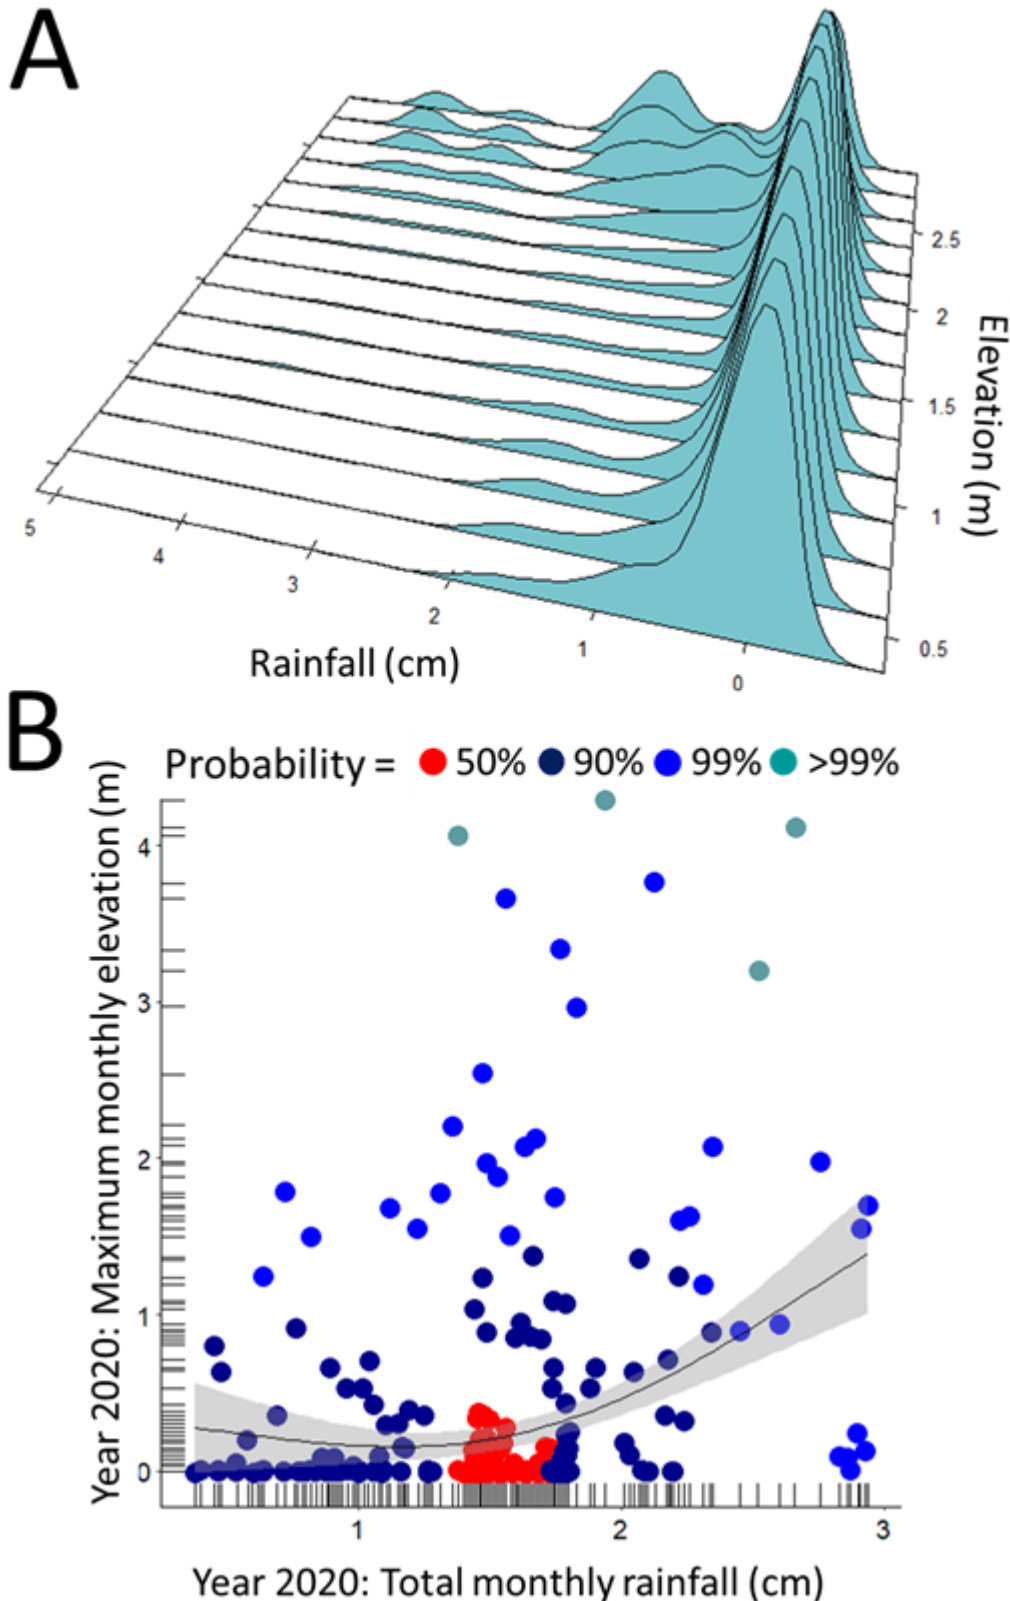 A
2.5
2
1.5
1
0.5
Elevation (m)
5
4
3
2
1
0
Rainfall (cm)
B
Probability = 50% 90% 99% >99%
Year 2020: Maximum monthly elevation (m)
4
3
2
1
0
1 2 3
Year 2020: Total monthly rainfall (cm)